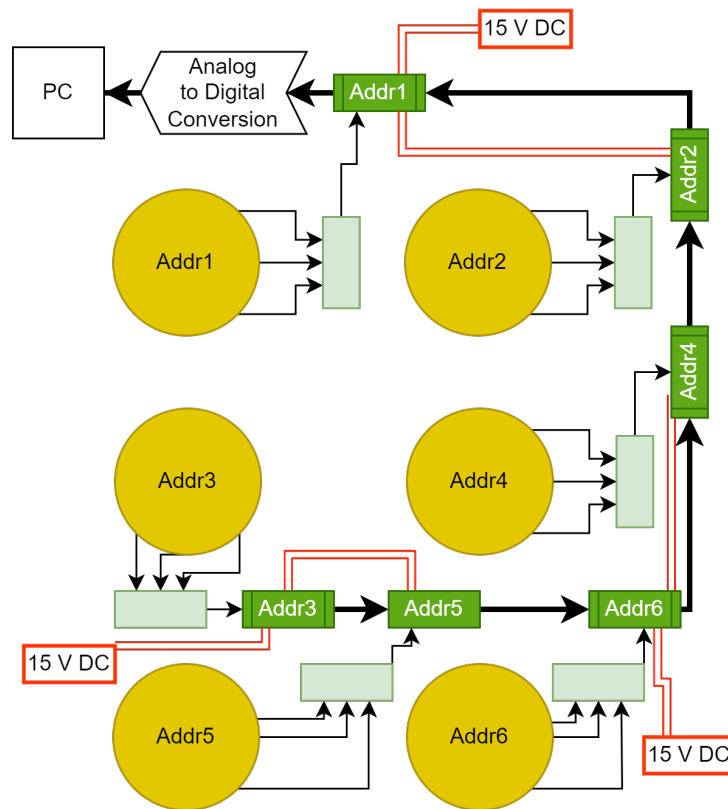 15 V DC
PC
Analog
to Digital
Conversion
Addr1
Addr2
Addr1
Addr2
Addr4
Addr3
Addr4
Addr3
Addr5
Addr6
15 V DC
Addr5
Addr6
15 V DC